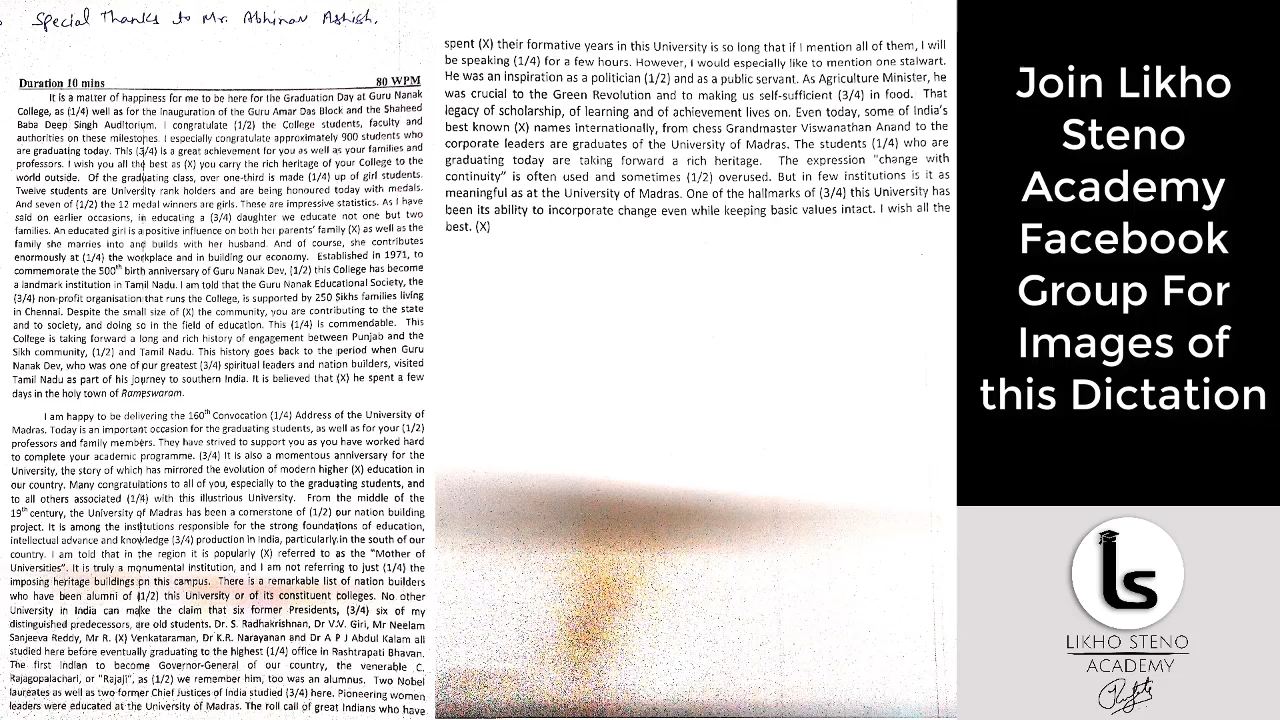 Special Thanks to Mr. Abhinav Ashish.
Duration 10 mins 80 WPM
It is a matter of happiness for me to be here for the Graduation Day at Guru Nanak
College, as (1/4) well as for the inauguration of the Guru Amar Das Block and the Shaheed
Baba Deep Singh Auditorium. I congratulate (1/2) the College students, faculty and
authorities on these milestones. I especially congratulate approximately 900 students who
are graduating today. This (3/4) is a great achievement for you as well as your families and
professors. I wish you all the best as (X) you carry the rich heritage of your College to the
world outside. Of the graduating class, over one-third is made (1/4) up of girl students.
Twelve students are University rank holders and are being honoured today with medals.
And seven of (1/2) the 12 medal winners are girls. These are impressive statistics. As I have
said on earlier occasions, in educating a (3/4) daughter we educate not one but two
families. An educated girl is a positive influence on both her parents' family (X) as well as the
family she marries into and builds with her husband. And of course, she contributes
enormously at (1/4) the workplace and in building our economy. Established in 1971, to
commemorate the 500th birth anniversary of Guru Nanak Dev, (1/2) this College has become
a landmark institution in Tamil Nadu. I am told that the Guru Nanak Educational Society, the
(3/4) non-profit organisation that runs the College, is supported by 250 Sikhs families living
in Chennai. Despite the small size of (X) the community, you are contributing to the state
and to society, and doing so in the field of education. This (1/4) is commendable. This
College is taking forward a long and rich history of engagement between Punjab and the
Sikh community, (1/2) and Tamil Nadu. This history goes back to the period when Guru
Nanak Dev, who was one of our greatest (3/4) spiritual leaders and nation builders, visited
Tamil Nadu as part of his journey to southern India. It is believed that (X) he spent a few
days in the holy town of Rameswaram.
I am happy to be delivering the 160th Convocation (1/4) Address of the University of
Madras. Today is an important occasion for the graduating students, as well as for your (1/2)
professors and family members. They have strived to support you as you have worked hard
to complete your academic programme. (3/4) It is also a momentous anniversary for the
University, the story of which has mirrored the evolution of modern higher (X) education in
our country. Many congratulations to all of you, especially to the graduating students, and
to all others associated (1/4) with this illustrious University. From the middle of the
19th century, the University of Madras has been a cornerstone of (1/2) our nation building
project. It is among the institutions responsible for the strong foundations of education,
intellectual advance and knowledge (3/4) production in India, particularly in the south of our
country. I am told that in the region it is popularly (X) referred to as the "Mother of
Universities". It is truly a monumental institution, and I am not referring to just (1/4) the
imposing heritage buildings on this campus. There is a remarkable list of nation builders
who have been alumni of (1/2) this University or of its constituent colleges. No other
University in India can make the claim that six former Presidents, (3/4) six of my
distinguished predecessors, are old students. Dr. S. Radhakrishnan, Dr V.V. Giri, Mr Neelam
Sanjeeva Reddy, Mr R. (X) Venkataraman, Dr K.R. Narayanan and Dr A P J Abdul Kalam all
studied here before eventually graduating to the highest (1/4) office in Rashtrapati Bhavan.
The first Indian to become Governor-General of our country, the venerable C.
Rajagopalachari, or "Rajaji", as (1/2) we remember him, too was an alumnus. Two Nobel
laureates as well as two former Chief Justices of India studied (3/4) here. Pioneering women
leaders were educated at the University of Madras. The roll call of great Indians who have
spent (X) their formative years in this University is so long that if I mention all of them, I will
be speaking (1/4) for a few hours. However, I would especially like to mention one stalwart.
He was an inspiration as a politician (1/2) and as a public servant. As Agriculture Minister, he
was crucial to the Green Revolution and to making us self-sufficient (3/4) in food. That
legacy of scholarship, of learning and of achievement lives on. Even today, some of India's
best known (X) names internationally, from chess Grandmaster Viswanathan Anand to the
corporate leaders are graduates of the University of Madras. The students (1/4) who are
graduating today are taking forward a rich heritage. The expression "change with
continuity" is often used and sometimes (1/2) overused. But in few institutions is it as
meaningful as at the University of Madras. One of the hallmarks of (3/4) this University has
been its ability to incorporate change even while keeping basic values intact. I wish all the
best. (X)
Join Likho
Steno
Academy
Facebook
Group For
Images of
this Dictation
LIKHO STENO
ACADEMY